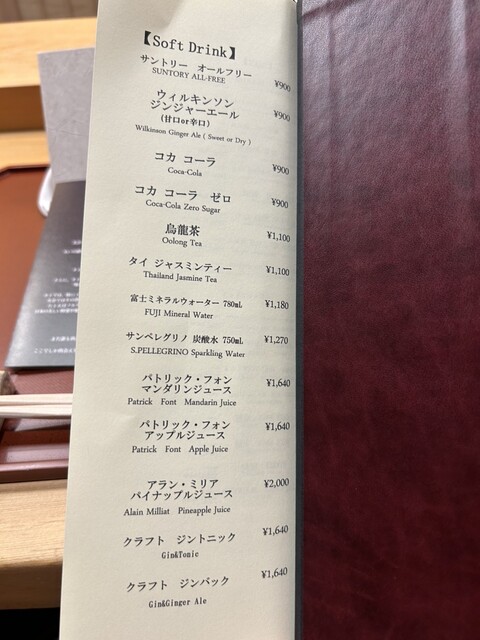 【Soft Drink】
サントリー オールフリー
SUNTORY ALL-FREE
¥900
ウィルキンソン
ジンジャーエール
(甘口or辛口)
Wilkinson Ginger Ale ( Sweet or Dry )
¥900
コカ コーラ
Coca-Cola
¥900
コカ コーラ ゼロ
Coca-Cola Zero Sugar
¥900
烏龍茶
Oolong Tea
¥1,100
タイ ジャスミンティー
Thailand Jasmine Tea
¥1,100
富士ミネラルウォーター 780mL
FUJI Mineral Water
¥1,180
サンペレグリノ 炭酸水 750mL
S.PELLEGRINO Sparkling Water
¥1,270
パトリック・フォン
マンダリンジュース
Patrick Font Mandarin Juice
¥1,640
パトリック・フォン
アップルジュース
Patrick Font Apple Juice
¥1,640
アラン・ミリア
パイナップルジュース
Alain Milliat Pineapple Juice
¥2,000
クラフト ジントニック
Gin&Tonic
¥1,640
クラフト ジンバック
Gin&Ginger Ale
¥1,640